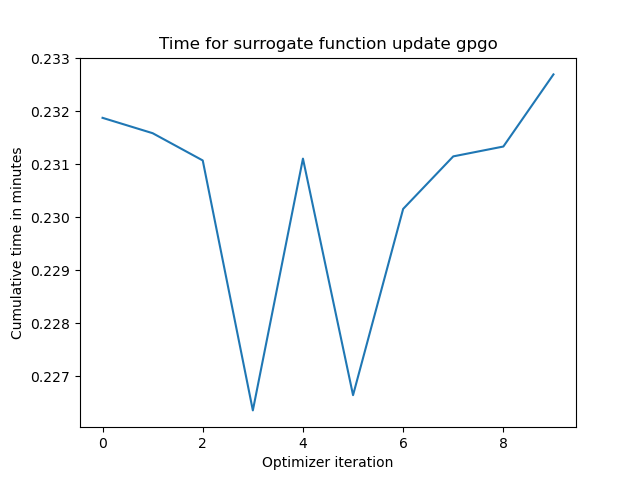 Time for surrogate function update gpgo
0.233
0.232
0.231
0.230
0.229
0.228
0.227
Cumulative time in minutes
0 2 4 6 8
Optimizer iteration